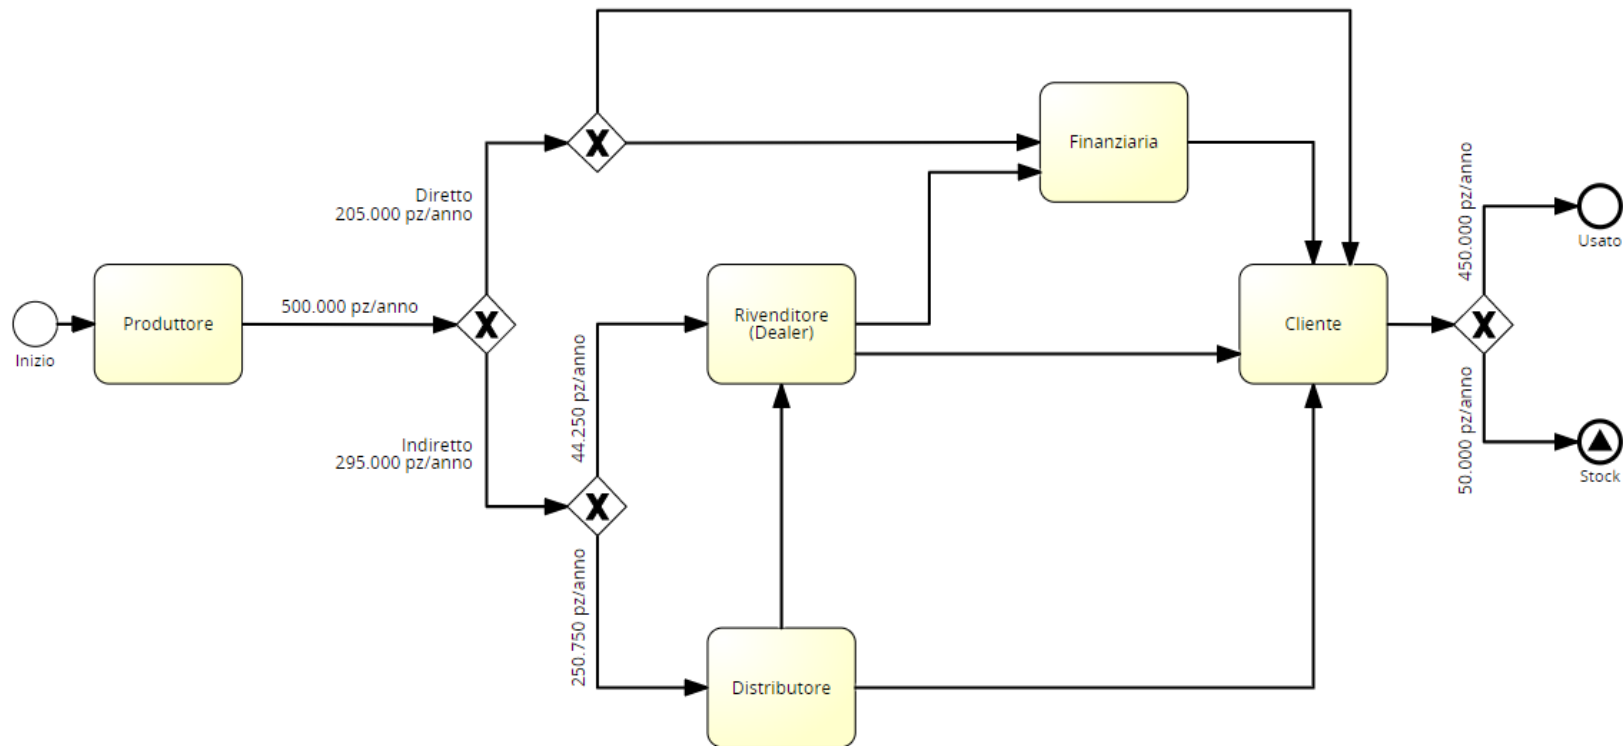 Inizio
Produttore
500.000 pz/anno
Diretto
205.000 pz/anno
Indiretto
295.000 pz/anno
X
X
X
44.250 pz/anno
250.750 pz/anno
Rivenditore
(Dealer)
Distributore
Finanziaria
Cliente
X
450.000 pz/anno
50.000 pz/anno
Usato
Stock